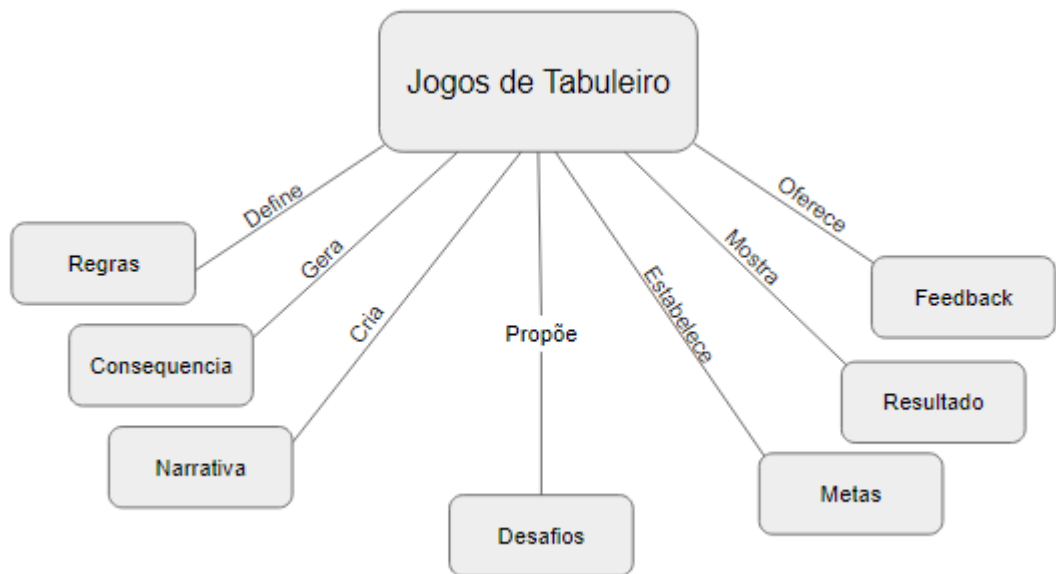 Jogos de Tabuleiro
Define
Gera
Cria
Propõe
Estabelece
Mostra
Oferece
Regras
Consequencia
Narrativa
Desafios
Metas
Resultado
Feedback